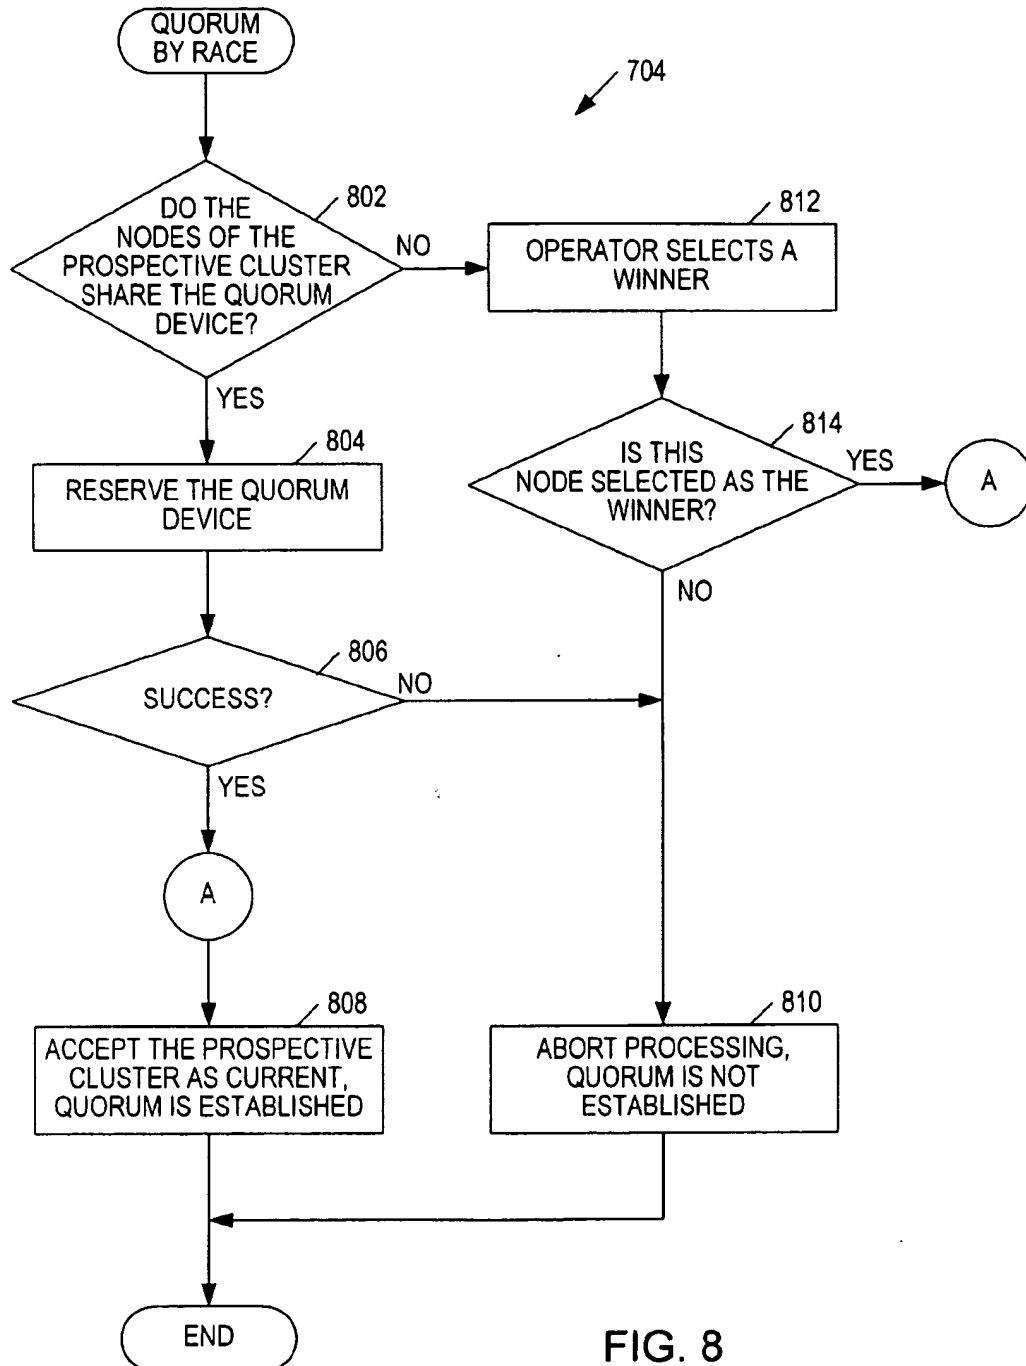 QUORUM
BY RACE
704
802
DO THE
NODES OF THE
PROSPECTIVE CLUSTER
SHARE THE QUORUM
DEVICE?
NO
812
OPERATOR SELECTS A
WINNER
YES
814
IS THIS
NODE SELECTED AS THE
WINNER?
YES
A
NO
804
RESERVE THE QUORUM
DEVICE
806
SUCCESS?
NO
YES
A
808
ACCEPT THE PROSPECTIVE
CLUSTER AS CURRENT,
QUORUM IS ESTABLISHED
810
ABORT PROCESSING,
QUORUM IS NOT
ESTABLISHED
END
FIG. 8